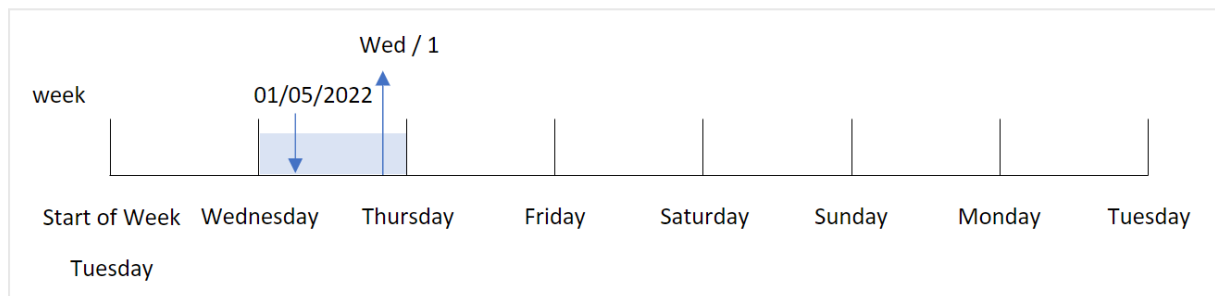 Wed / 1
week 01/05/2022
Start of Week Wednesday Thursday Friday Saturday Sunday Monday Tuesday
Tuesday